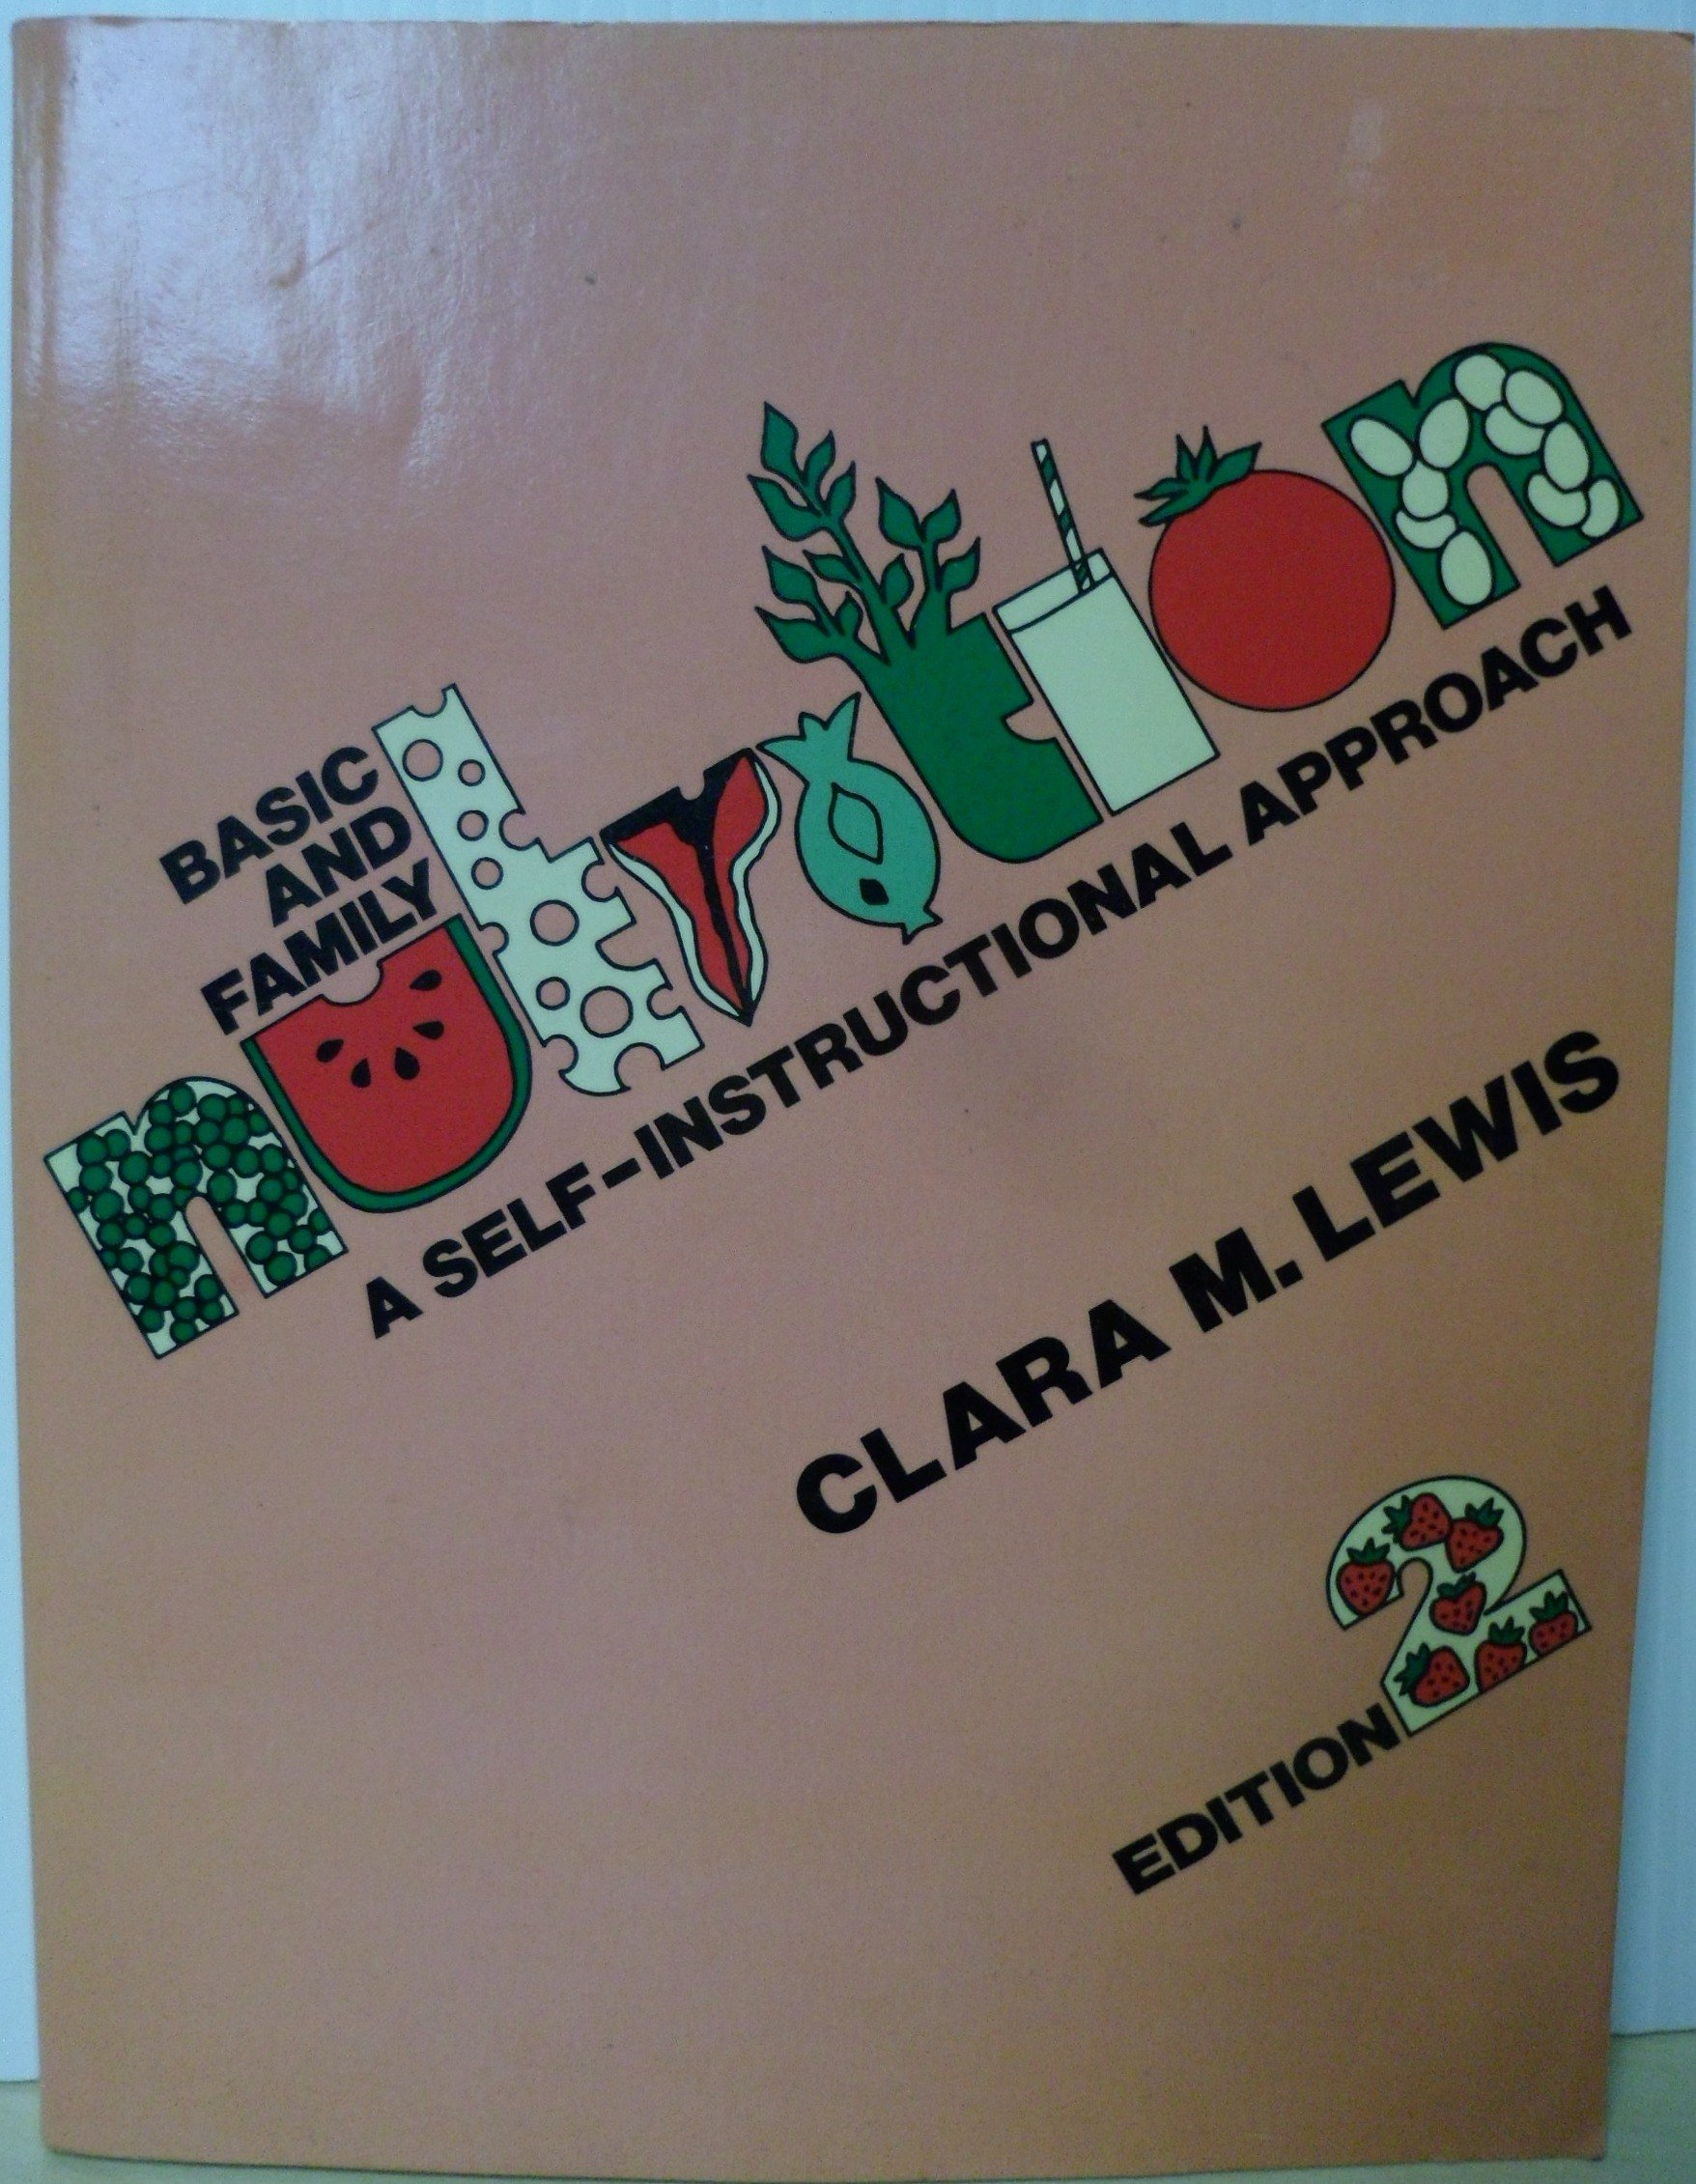 BASIC
AND
FAMILY
nutrition
A SELF-INSTRUCTIONAL APPROACH
CLARA M. LEWIS
EDITION 2